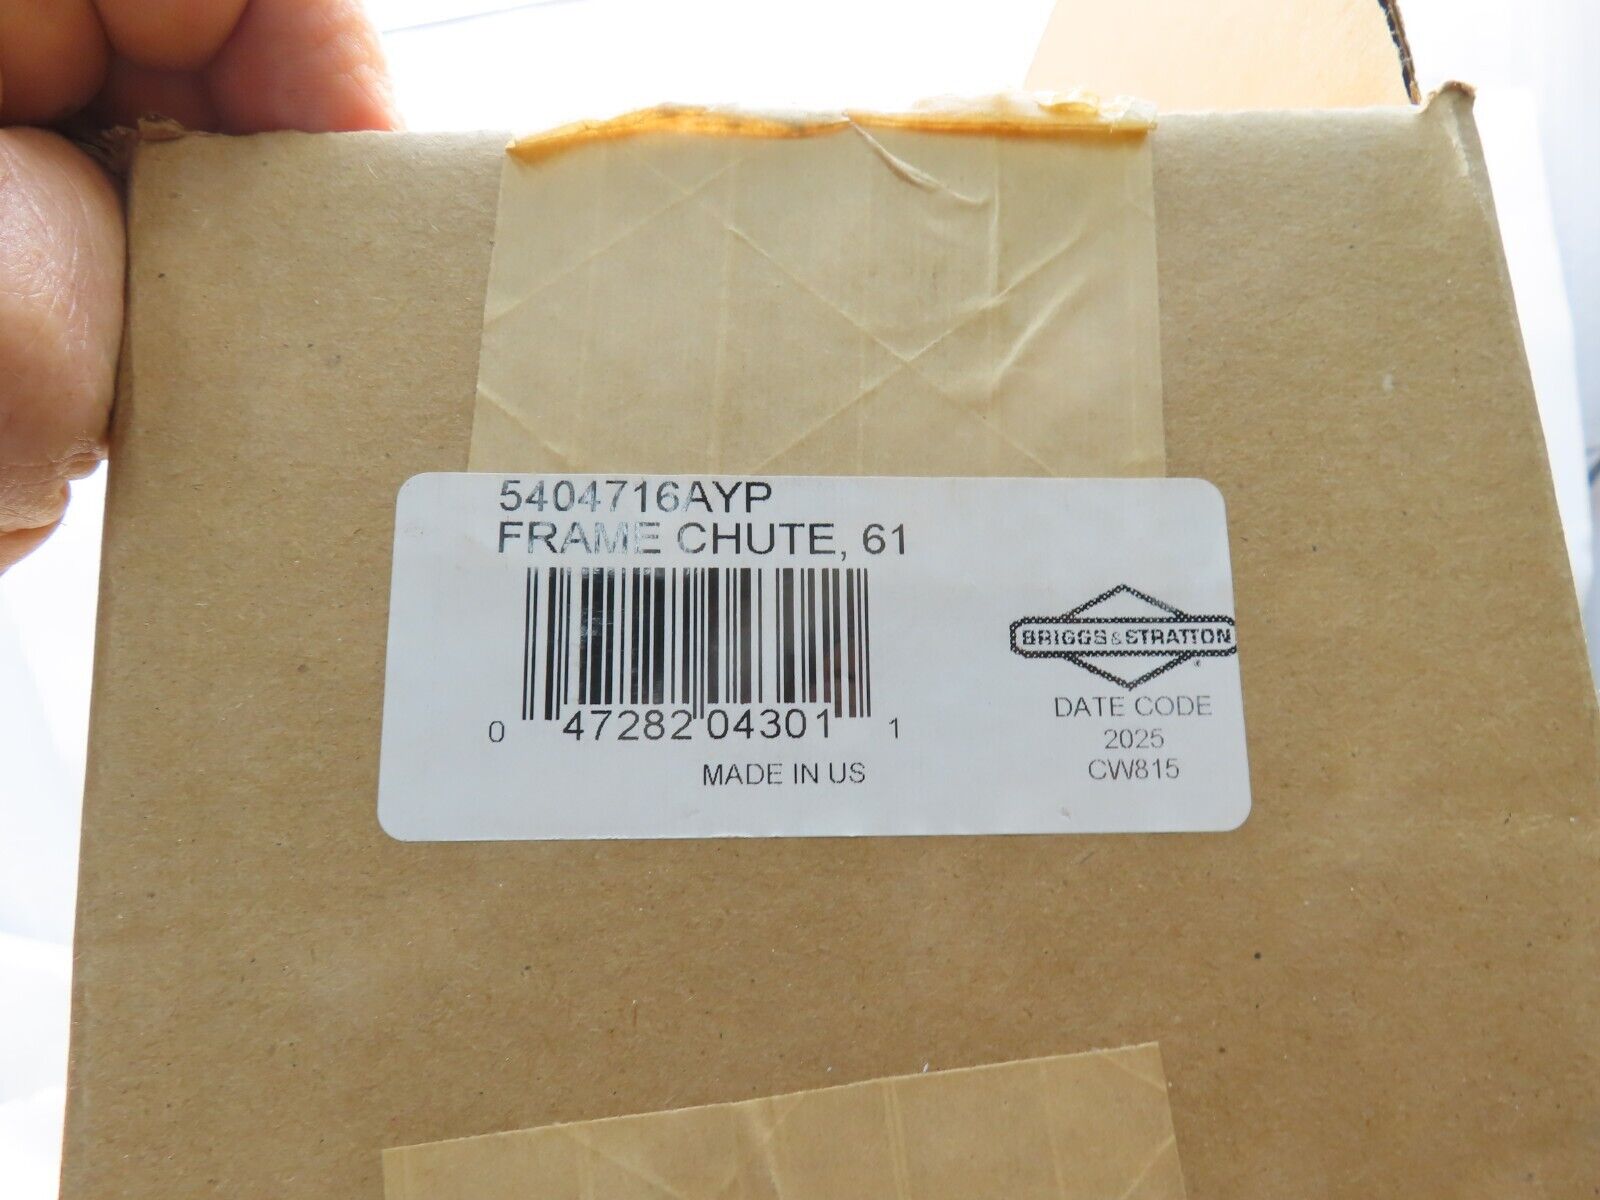 5404716AYP
FRAME CHUTE, 61
0 47282 04301 1
MADE IN US
BRIGGS & STRATTON
®
DATE CODE
2025
CW815